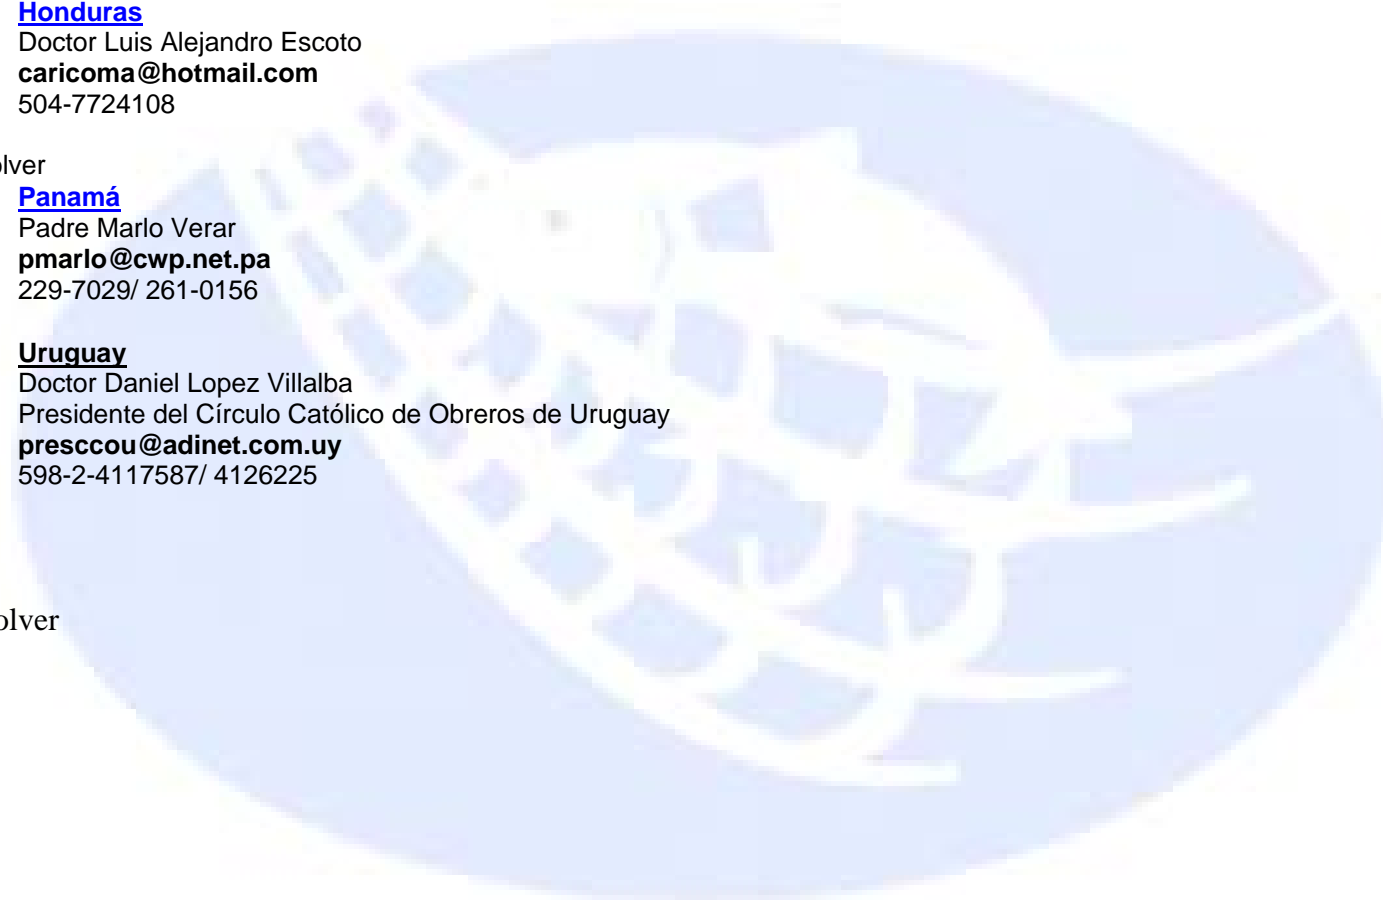 Honduras
Doctor Luis Alejandro Escoto
caricoma@hotmail.com
504-7724108
olver
Panamá
Padre Marlo Verar
pmarlo@cwp.net.pa
229-7029/ 261-0156
Uruguay
Doctor Daniel Lopez Villalba
Presidente del Círculo Católico de Obreros de Uruguay
presccou@adinet.com.uy
598-2-4117587/ 4126225
olver